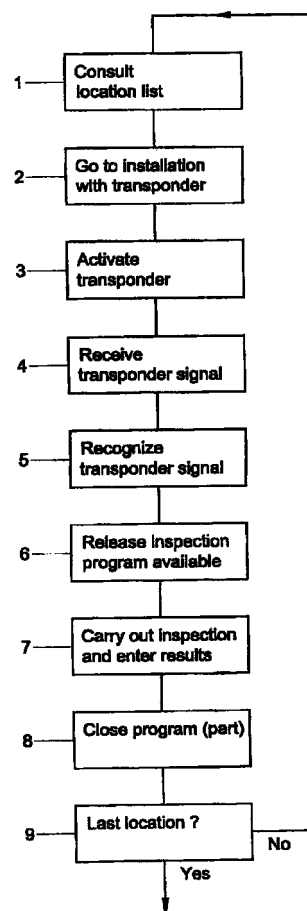 1
Consult
location list
2
Go to installation
with transponder
3
Activate
transponder
4
Receive
transponder signal
5
Recognize
transponder signal
6
Release inspection
program available
7
Carry out inspection
and enter results
8
Close program (part)
9
Last location ?
No
Yes